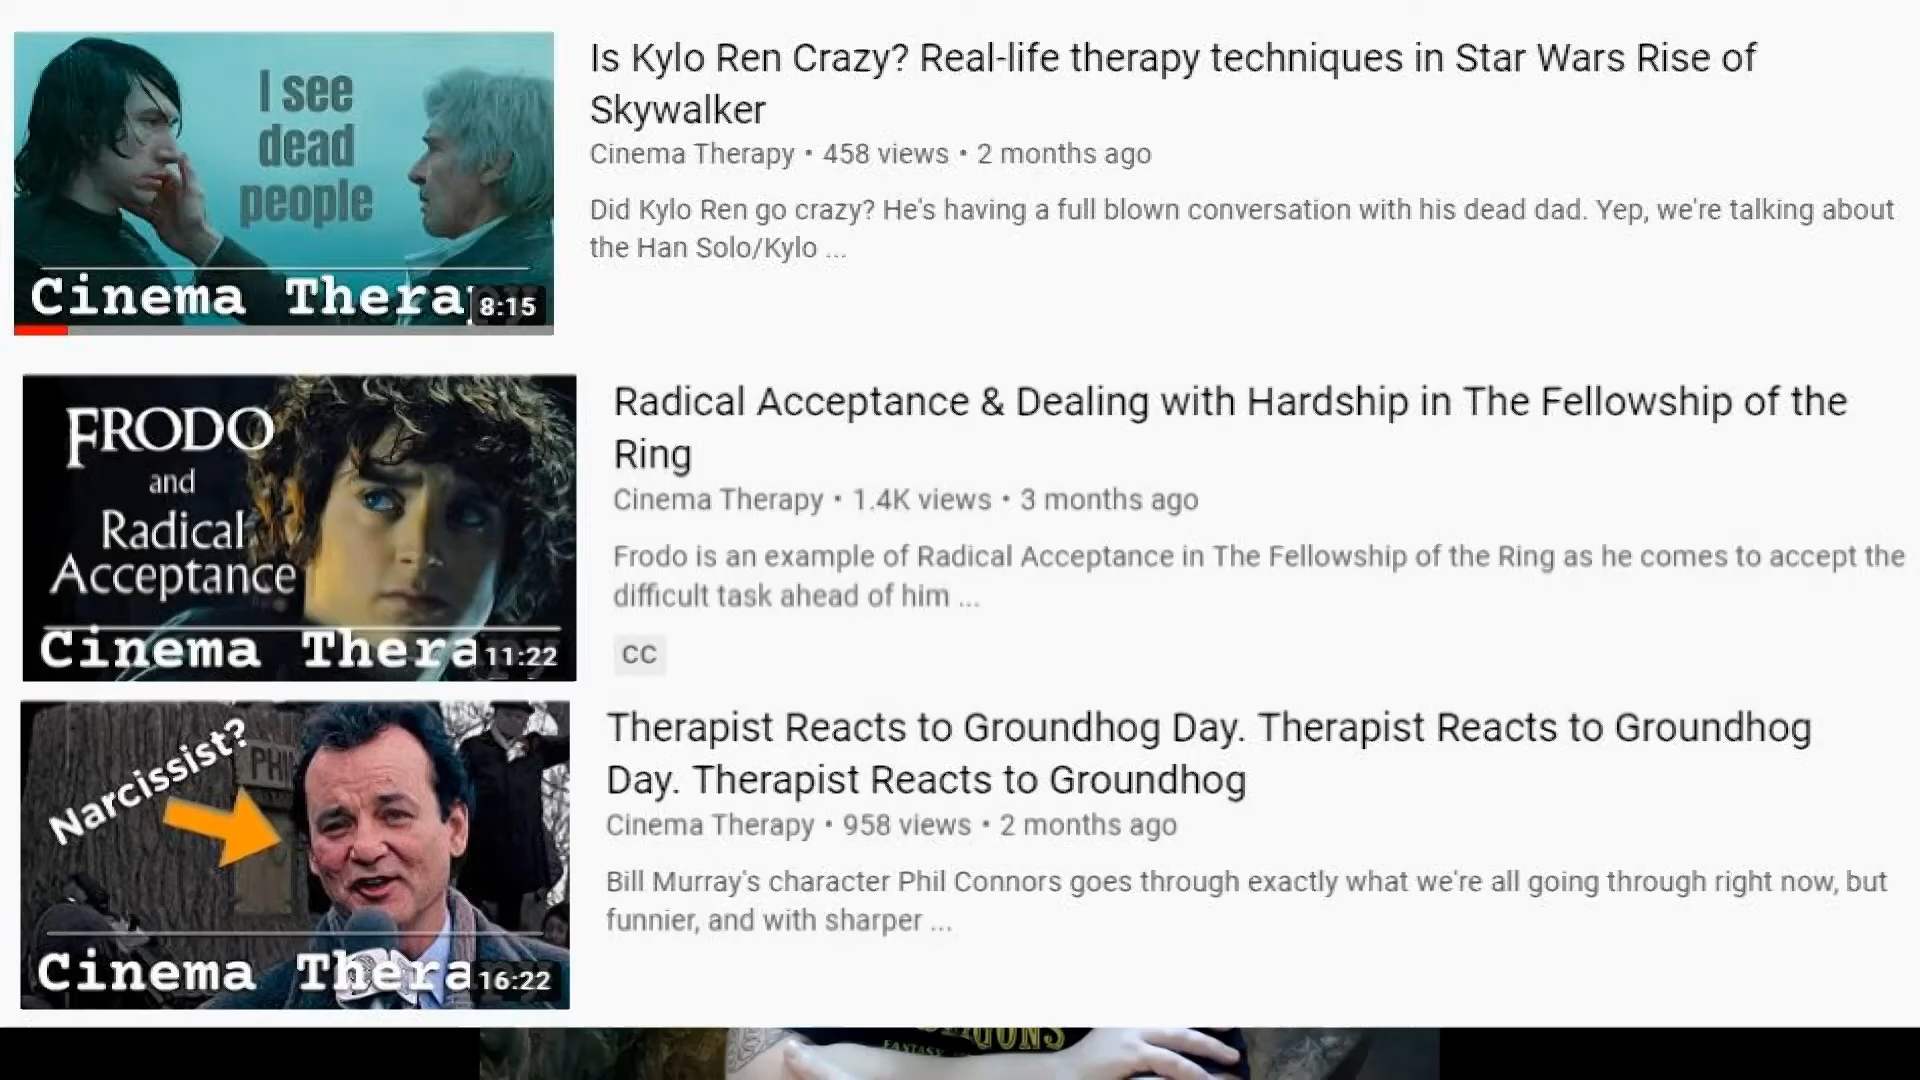 I see
dead
people
Cinema Thera
8:15
Is Kylo Ren Crazy? Real-life therapy techniques in Star Wars Rise of
Skywalker
Cinema Therapy • 458 views • 2 months ago
Did Kylo Ren go crazy? He's having a full blown conversation with his dead dad. Yep, we're talking about
the Han Solo/Kylo ...
FRODO
and
Radical
Acceptance
Cinema Therapy
11:22
Radical Acceptance & Dealing with Hardship in The Fellowship of the
Ring
Cinema Therapy • 1.4K views • 3 months ago
Frodo is an example of Radical Acceptance in The Fellowship of the Ring as he comes to accept the
difficult task ahead of him ...
CC
Narcissist?
PHI
Cinema Thera
16:22
Therapist Reacts to Groundhog Day. Therapist Reacts to Groundhog
Day. Therapist Reacts to Groundhog
Cinema Therapy • 958 views • 2 months ago
Bill Murray's character Phil Connors goes through exactly what we're all going through right now, but
funnier, and with sharper ...
FANTASY